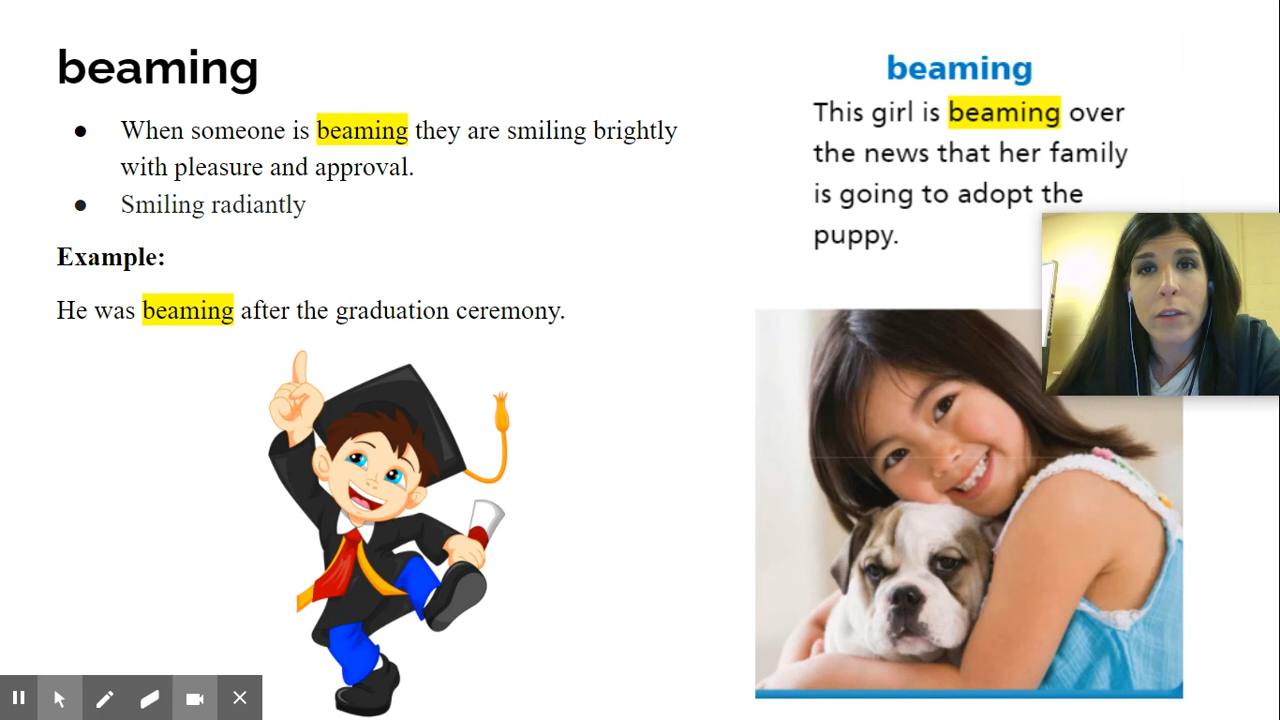 beaming
● When someone is beaming they are smiling brightly
with pleasure and approval.
● Smiling radiantly
Example:
He was beaming after the graduation ceremony.
beaming
This girl is beaming over
the news that her family
is going to adopt the
puppy.